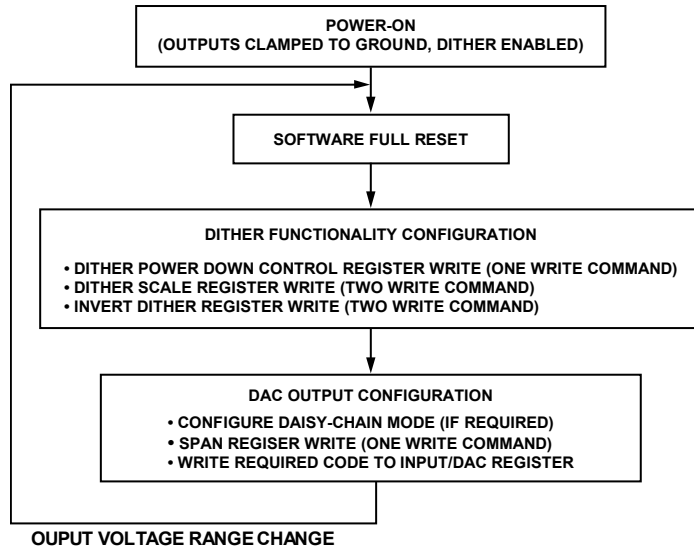 POWER-ON
(OUTPUTS CLAMPED TO GROUND, DITHER ENABLED)
SOFTWARE FULL RESET
DITHER FUNCTIONALITY CONFIGURATION
• DITHER POWER DOWN CONTROL REGISTER WRITE (ONE WRITE COMMAND)
• DITHER SCALE REGISTER WRITE (TWO WRITE COMMAND)
• INVERT DITHER REGISTER WRITE (TWO WRITE COMMAND)
DAC OUTPUT CONFIGURATION
• CONFIGURE DAISY-CHAIN MODE (IF REQUIRED)
• SPAN REGISER WRITE (ONE WRITE COMMAND)
• WRITE REQUIRED CODE TO INPUT/DAC REGISTER
OUPUT VOLTAGE RANGE CHANGE